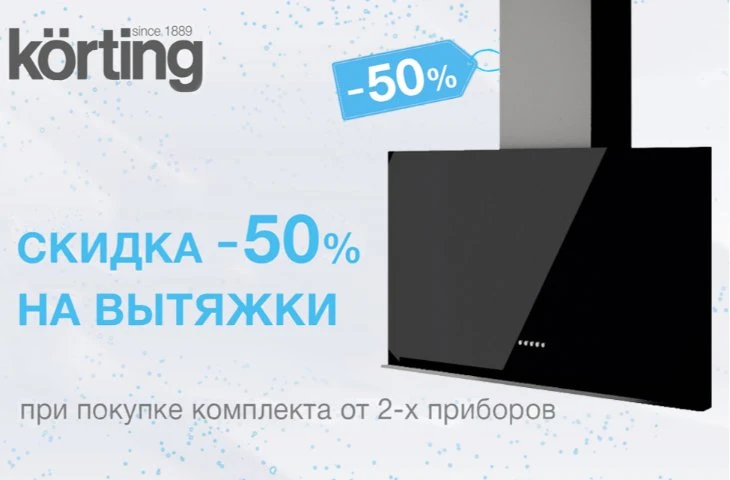 since 1889
körting
-50%
СКИДКА -50%
НА ВЫТЯЖКИ
при покупке комплекта от 2-х приборов